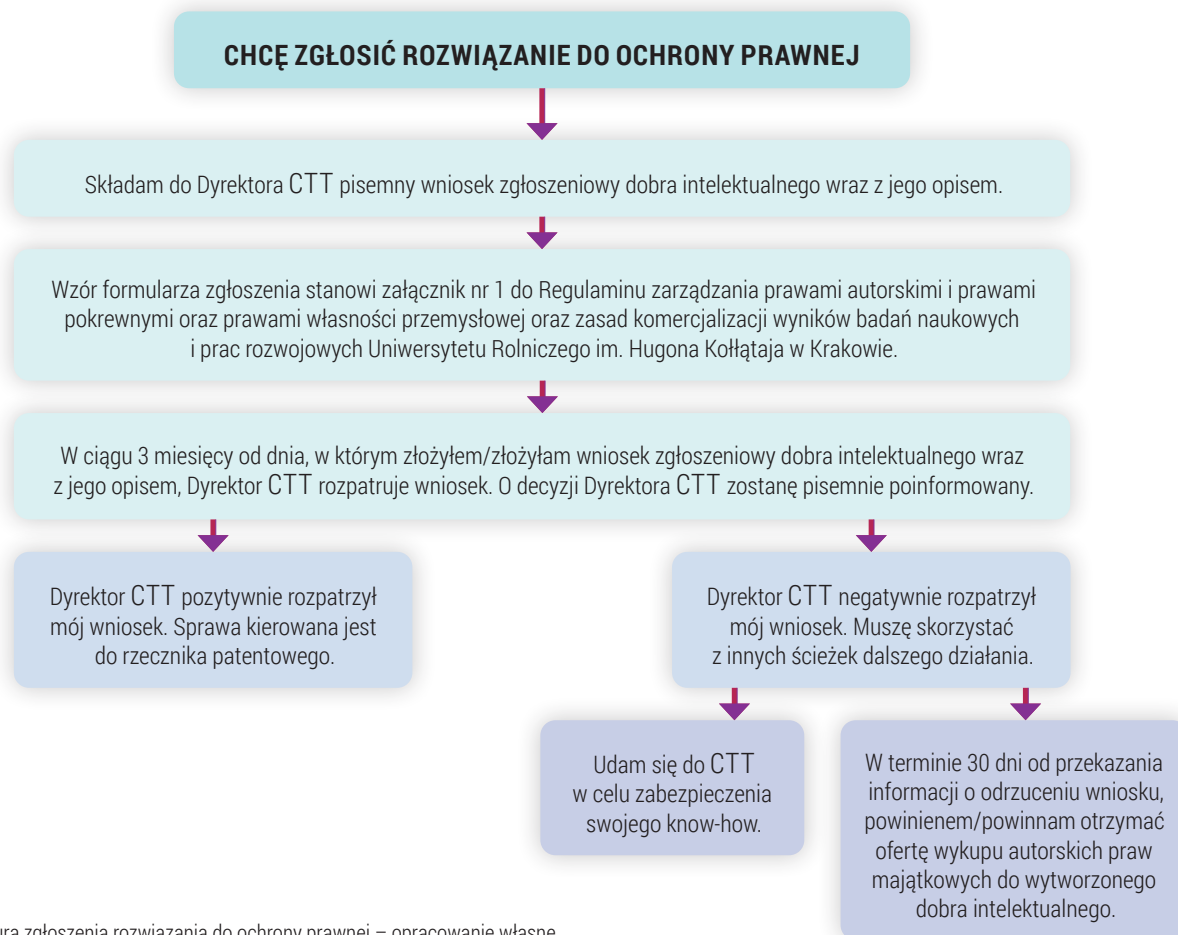 CHCĘ ZGŁOSIĆ ROZWIĄZANIE DO OCHRONY PRAWNEJ
Składam do Dyrektora CTT pisemny wniosek zgłoszeniowy dobra intelektualnego wraz z jego opisem.
Wzór formularza zgłoszenia stanowi załącznik nr 1 do Regulaminu zarządzania prawami autorskimi i prawami
pokrewnymi oraz prawami własności przemysłowej oraz zasad komercjalizacji wyników badań naukowych
i prac rozwojowych Uniwersytetu Rolniczego im. Hugona Kołłątaja w Krakowie.
W ciągu 3 miesięcy od dnia, w którym złożyłem/złożyłam wniosek zgłoszeniowy dobra intelektualnego wraz
z jego opisem, Dyrektor CTT rozpatruje wniosek. O decyzji Dyrektora CTT zostanę pisemnie poinformowany.
Dyrektor CTT pozytywnie rozpatrzył
mój wniosek. Sprawa kierowana jest
do rzecznika patentowego.
Dyrektor CTT negatywnie rozpatrzył
mój wniosek. Muszę skorzystać
z innych ścieżek dalszego działania.
Udam się do CTT
w celu zabezpieczenia
swojego know-how.
W terminie 30 dni od przekazania
informacji o odrzuceniu wniosku,
powinienem/powinnam otrzymać
ofertę wykupu autorskich praw
majątkowych do wytworzonego
dobra intelektualnego.
zgłoszenia rozwiązania do ochrony prawnej – opracowanie własne